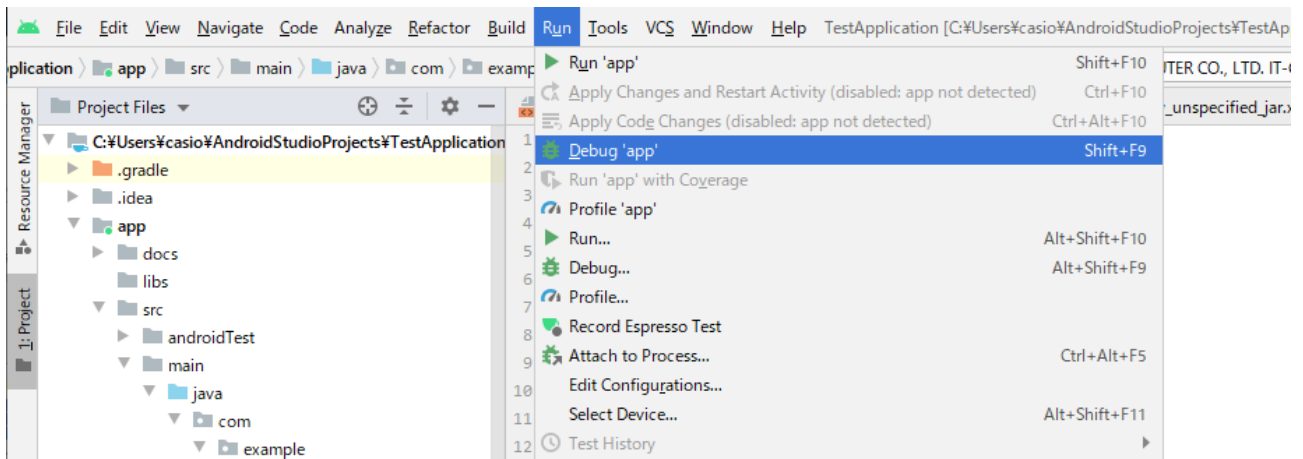 File Edit View Navigate Code Analyze Refactor Build Run Tools VCS Window Help TestApplication [C:¥Users¥casio¥AndroidStudioProjects¥TestAp
plication app src main java com examp
TER CO., LTD. IT-
Project Files
_unspecified_jar.x
Resource Manager
1: Project
C:¥Users¥casio¥AndroidStudioProjects¥TestApplication
.gradle
.idea
app
docs
libs
src
androidTest
main
java
com
example
1
2
3
4
5
6
7
8
9
10
11
12
Run 'app' Shift+F10
Apply Changes and Restart Activity (disabled: app not detected) Ctrl+F10
Apply Code Changes (disabled: app not detected) Ctrl+Alt+F10
Debug 'app' Shift+F9
Run 'app' with Coverage
Profile 'app'
Run... Alt+Shift+F10
Debug... Alt+Shift+F9
Profile...
Record Espresso Test
Attach to Process... Ctrl+Alt+F5
Edit Configurations...
Select Device... Alt+Shift+F11
Test History